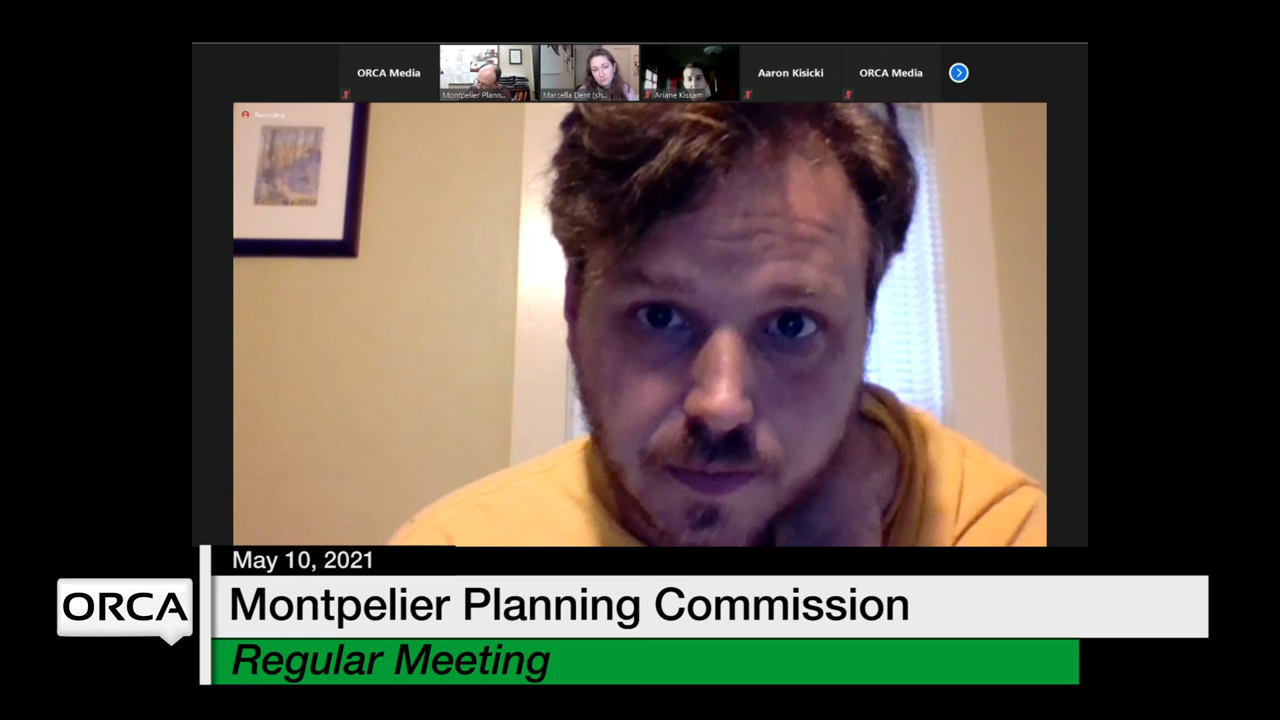 ORCA Media
Montpelier Plann...
Marcella Dent (sh...
Ariane Kissam
Aaron Kisicki
ORCA Media
Recording
May 10, 2021
ORCA
Montpelier Planning Commission
Regular Meeting